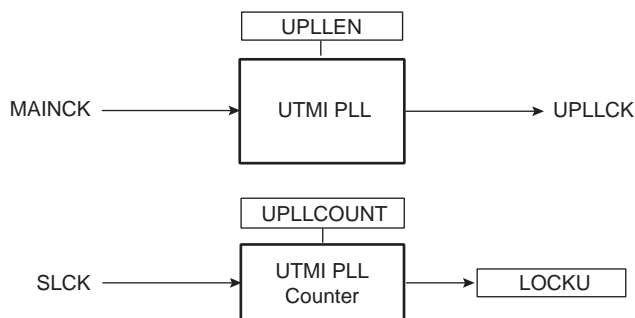 UPLLEN
MAINCK
UTMI PLL
UPLLCK
UPLLCOUNT
SLCK
UTMI PLL
Counter
LOCKU